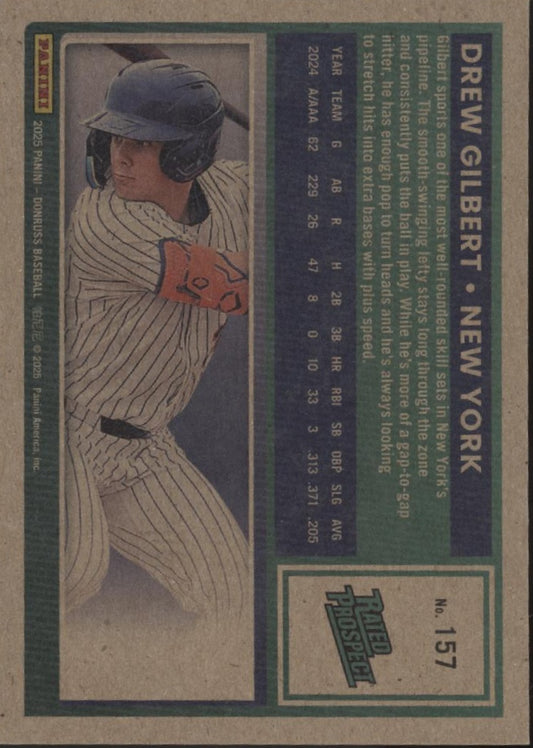 DREW GILBERT • NEW YORK
Gilbert sports one of the most well-rounded skill sets in New York's
pipeline. The smooth-swinging lefty stays long through the zone
and consistently puts the ball in play. While he's more of a gap-to-gap
hitter, he has enough pop to turn heads and he's always looking
to stretch hits into extra bases with plus speed.
YEAR TEAM G AB R H 2B 3B HR RBI SB OBP SLG AVG
2024 A/AAA 62 229 26 47 8 0 10 33 3 .313 .371 .205
No. 157
RATED
PROSPECT
PANINI 2025 PANINI - DONRUSS BASEBALL © 2025 Panini America, Inc.